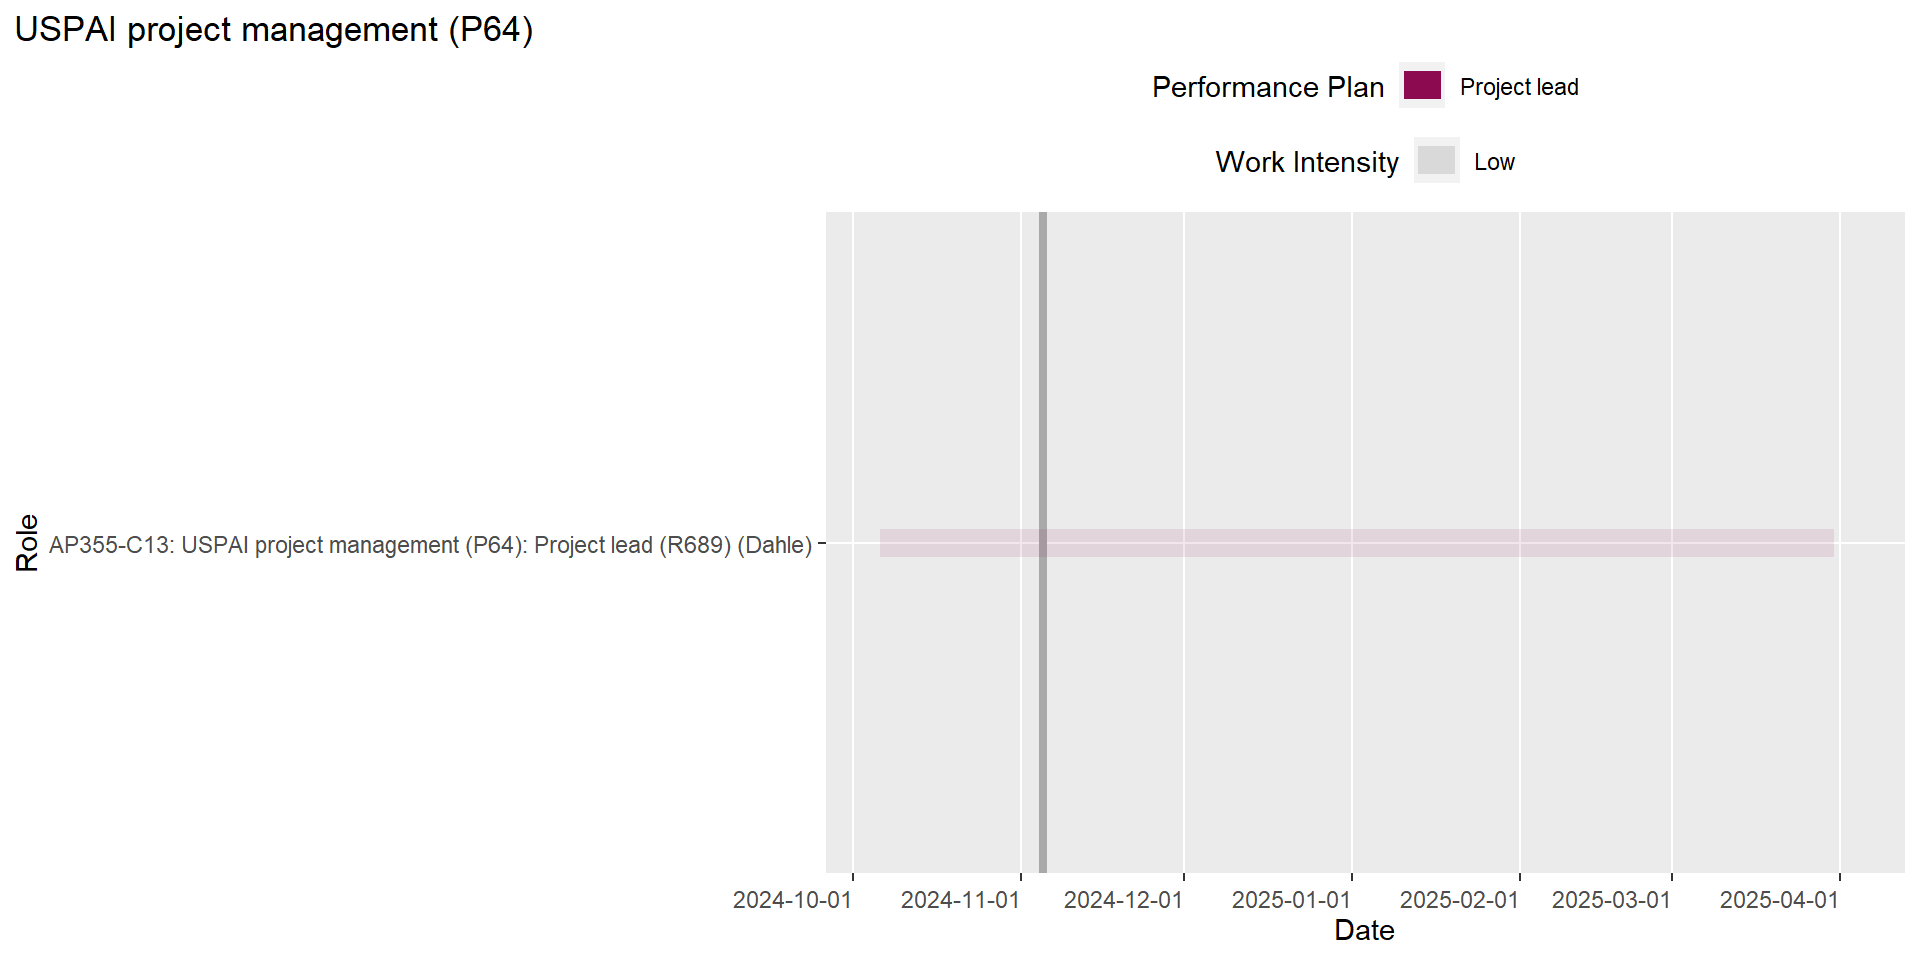 USPAI project management (P64)
Performance Plan Project lead
Work Intensity Low
Role
AP355-C13: USPAI project management (P64): Project lead (R689) (Dahle)
2024-10-01 2024-11-01 2024-12-01 2025-01-01 2025-02-01 2025-03-01 2025-04-01
Date